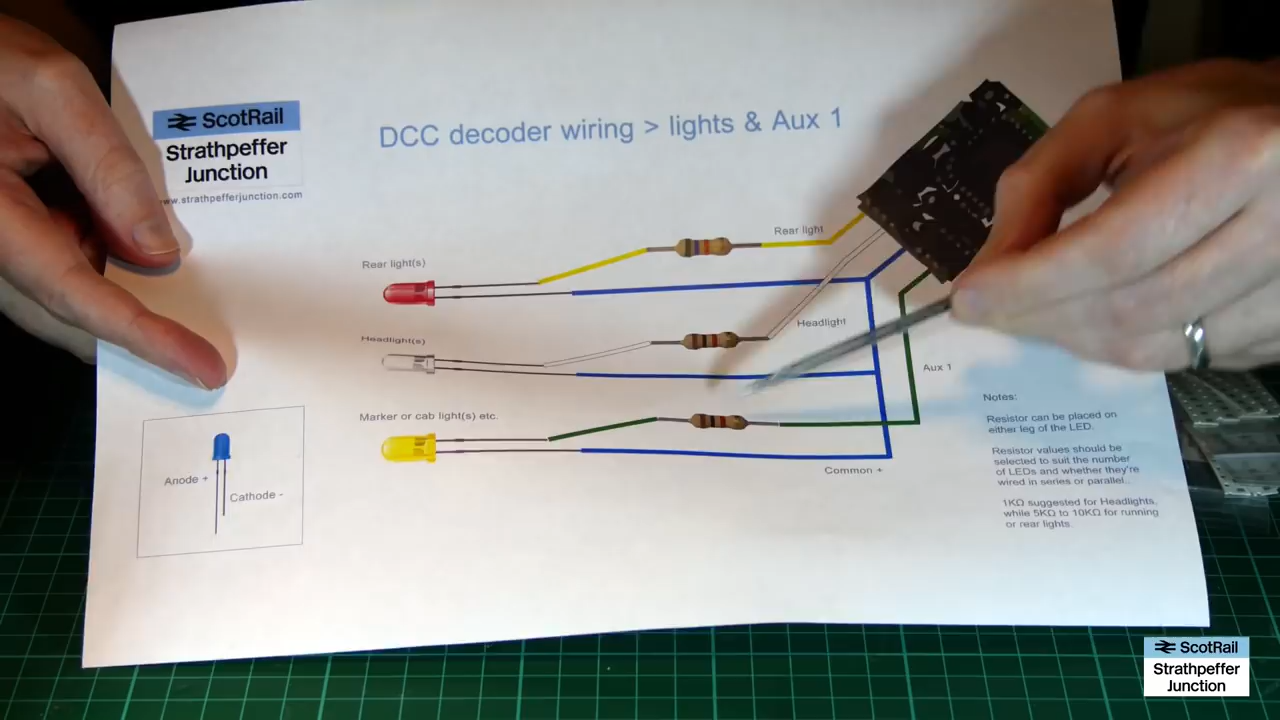 ScotRail
Strathpeffer
Junction
www.strathpefferjunction.com
DCC decoder wiring > lights & Aux 1
Rear light
Rear light(s)
Headlight
Headlight(s)
Aux 1
Marker or cab light(s) etc.
Common +
Anode +
Cathode -
Notes:
Resistor can be placed on
either leg of the LED.
Resistor values should be
selected to suit the number
of LEDs and whether they're
wired in series or parallel..
1KΩ suggested for Headlights,
while 5KΩ to 10KΩ for running
or rear lights.
ScotRail
Strathpeffer
Junction